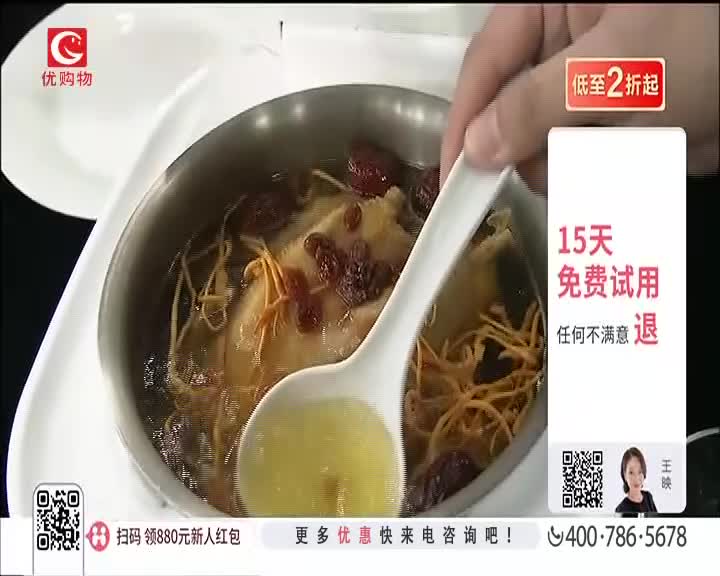 优购物
低至2折起
15天
免费试用
任何不满意 退
王映
扫码 领880元新人红包
更多优惠快来电咨询吧！
400-786-5678